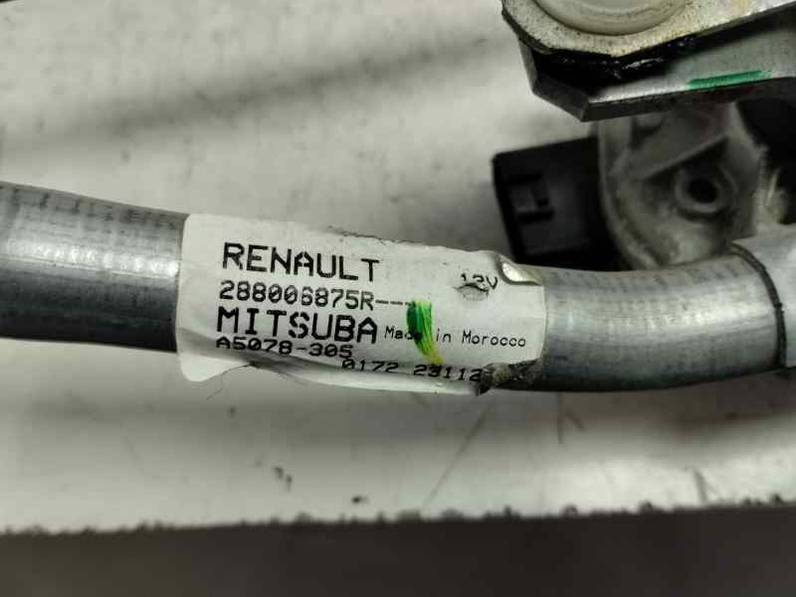 RENAULT 12V
288006875R---
MITSUBA Made in Morocco
A5078-305
0172 23112